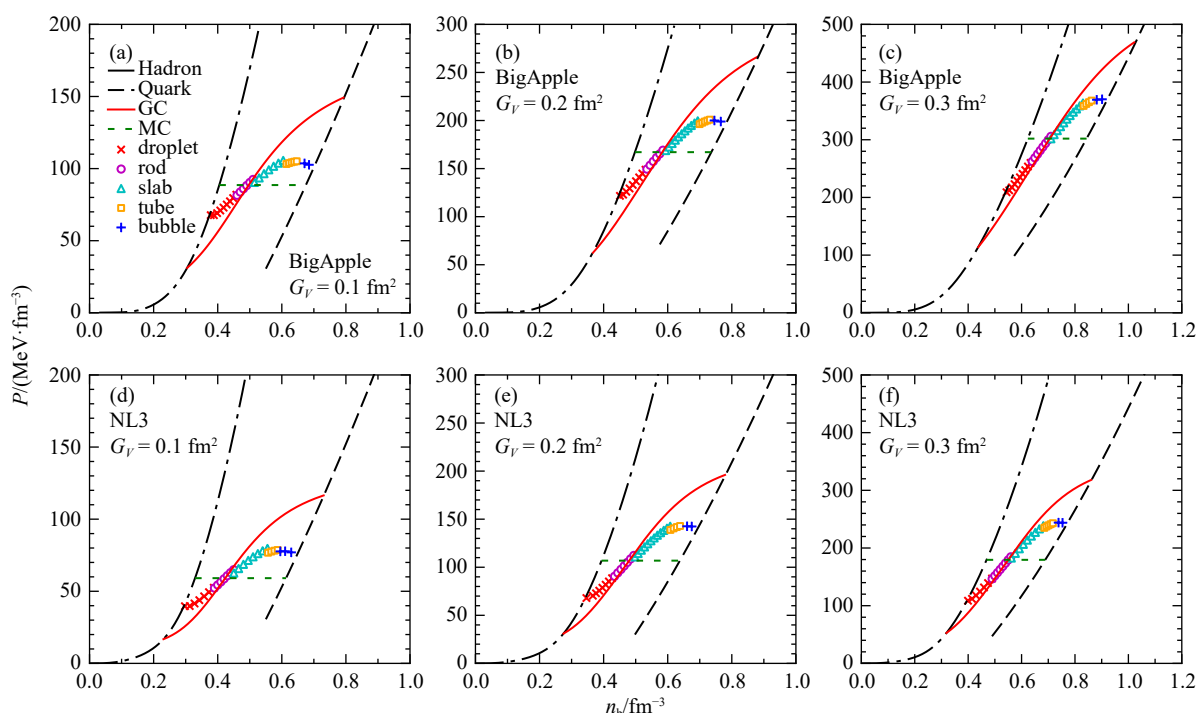 P/(MeV·fm⁻³)
200
150
100
50
0
(a)
Hadron
Quark
GC
MC
droplet
rod
slab
tube
bubble
BigApple
G_V = 0.1 fm²
0.0 0.2 0.4 0.6 0.8 1.0
300
250
200
150
100
50
0
(b)
BigApple
G_V = 0.2 fm²
0.0 0.2 0.4 0.6 0.8 1.0
500
400
300
200
100
0
(c)
BigApple
G_V = 0.3 fm²
0.0 0.2 0.4 0.6 0.8 1.0 1.2
200
150
100
50
0
(d)
NL3
G_V = 0.1 fm²
0.0 0.2 0.4 0.6 0.8 1.0
300
250
200
150
100
50
0
(e)
NL3
G_V = 0.2 fm²
0.0 0.2 0.4 0.6 0.8 1.0
500
400
300
200
100
0
(f)
NL3
G_V = 0.3 fm²
0.0 0.2 0.4 0.6 0.8 1.0 1.2